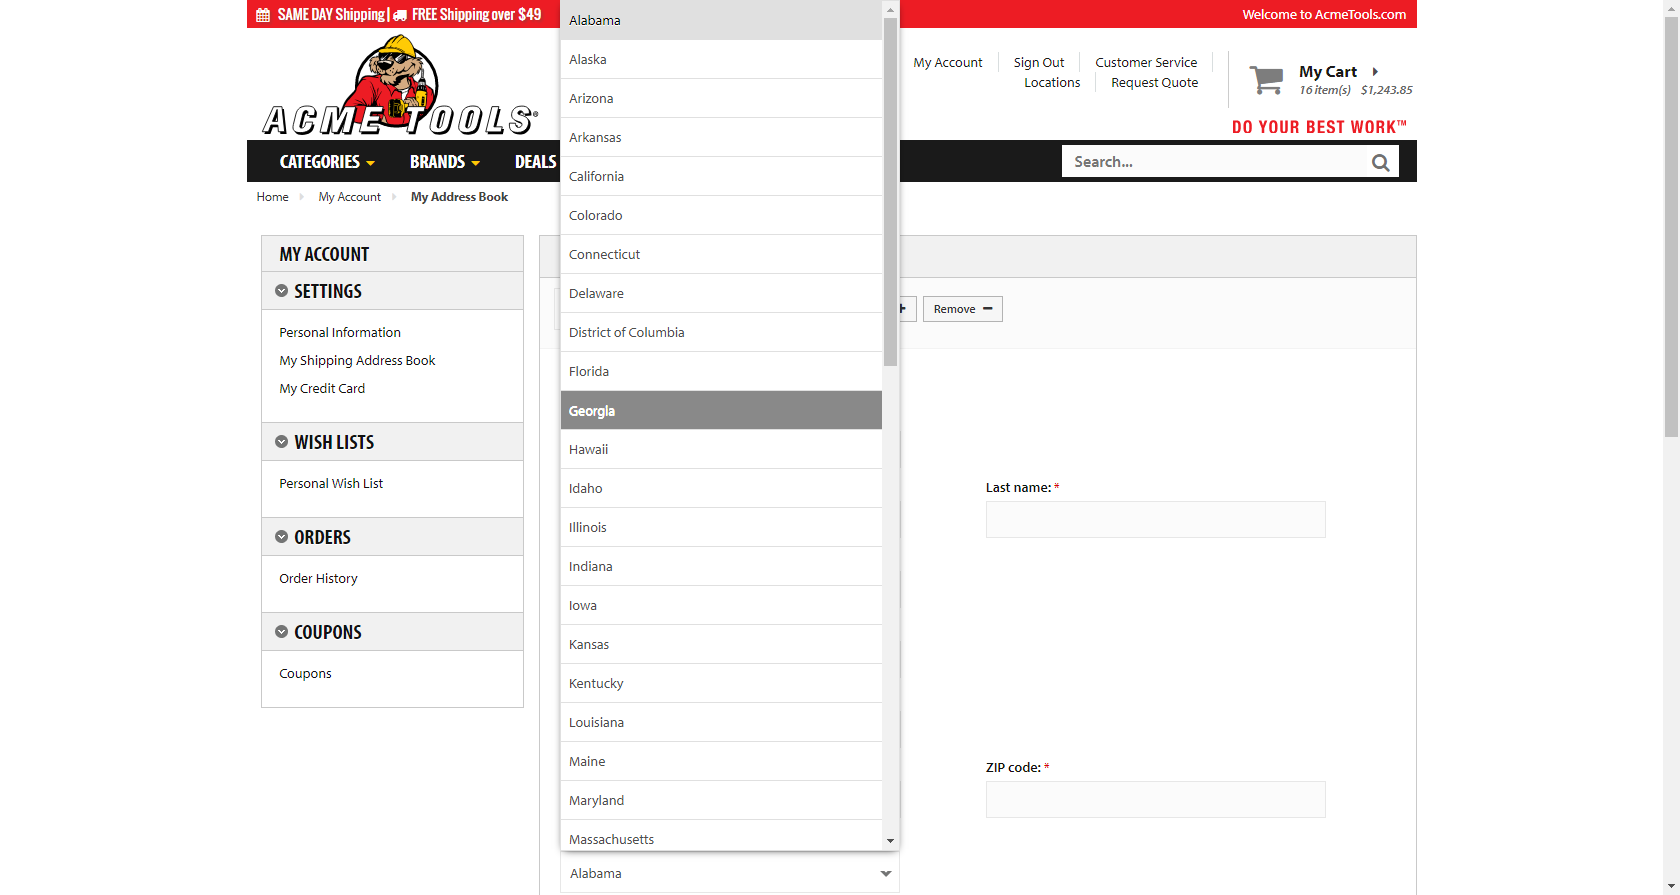 SAME DAY Shipping | FREE Shipping over $49
Welcome to AcmeTools.com
ACME TOOLS®
My Account
Sign Out
Customer Service
Locations
Request Quote
My Cart
16 item(s) $1,243.85
DO YOUR BEST WORK™
CATEGORIES
BRANDS
DEALS
Search...
Home
My Account
My Address Book
MY ACCOUNT
SETTINGS
Personal Information
My Shipping Address Book
My Credit Card
WISH LISTS
Personal Wish List
ORDERS
Order History
COUPONS
Coupons
Alabama
Alaska
Arizona
Arkansas
California
Colorado
Connecticut
Delaware
District of Columbia
Florida
Georgia
Hawaii
Idaho
Illinois
Indiana
Iowa
Kansas
Kentucky
Louisiana
Maine
Maryland
Massachusetts
Alabama
Remove
Last name: *
ZIP code: *